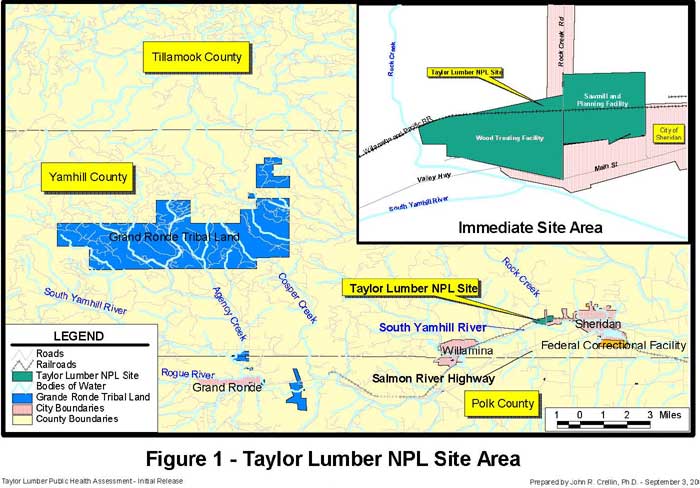 Tillamook County
Yamhill County
Grand Ronde Tribal Land
South Yamhill River
Agency Creek
Cosper Creek
Rogue River
Grand Ronde
Rock Creek
Rock Creek Rd
Taylor Lumber NPL Site
Sawmill and
Planning Facility
Wood Treating Facility
Willamette and Pacific RR
City of
Sheridan
Main St
Valley Hwy
South Yamhill River
Immediate Site Area
Rock Creek
Taylor Lumber NPL Site
South Yamhill River
Sheridan
Willamina
Federal Correctional Facility
Salmon River Highway
Polk County
1 0 1 2 3 Miles
LEGEND
Roads
Railroads
Taylor Lumber NPL Site
Bodies of Water
Grande Ronde Tribal Land
City Boundaries
County Boundaries
Figure 1 - Taylor Lumber NPL Site Area
Taylor Lumber Public Health Assessment - Initial Release
Prepared by John R. Crellin, Ph.D. - September 3,